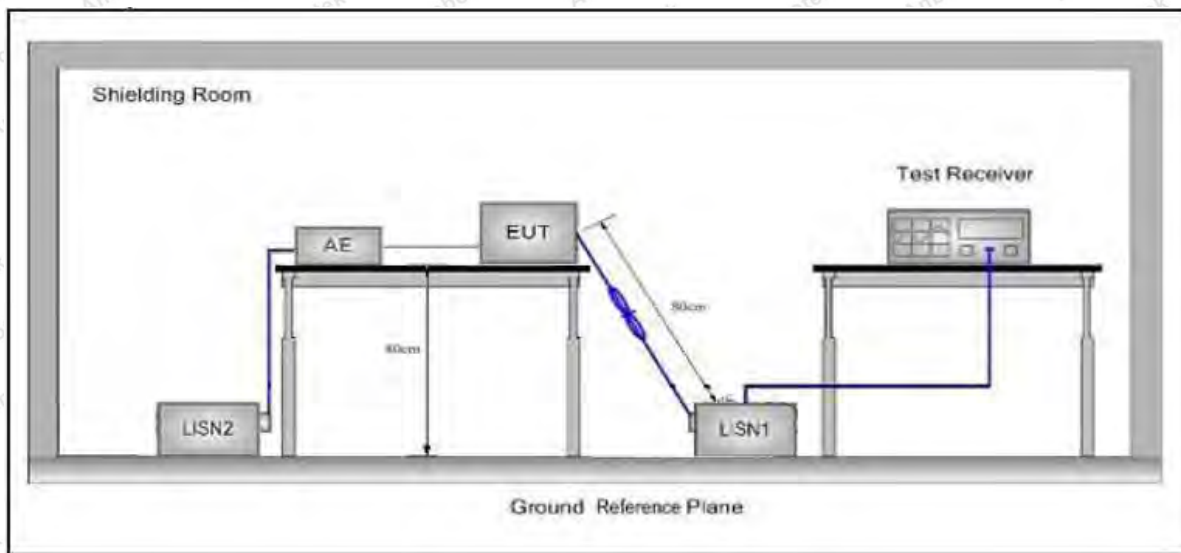 Shielding Room
Test Receiver
AE
EUT
80cm
80cm
LISN2
LISN1
Ground Reference Plane